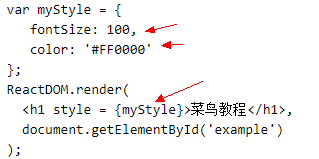 var myStyle = {
fontSize: 100,
color: '#FF0000'
};
ReactDOM.render(
<h1 style = {myStyle}>菜鸟教程</h1>,
document.getElementById('example')
);